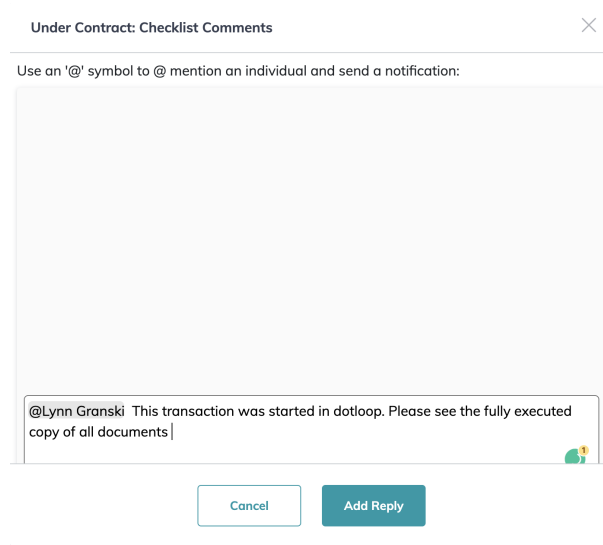 Under Contract: Checklist Comments
Use an '@' symbol to @ mention an individual and send a notification:
@Lynn Granski This transaction was started in dotloop. Please see the fully executed
copy of all documents
1
Cancel
Add Reply